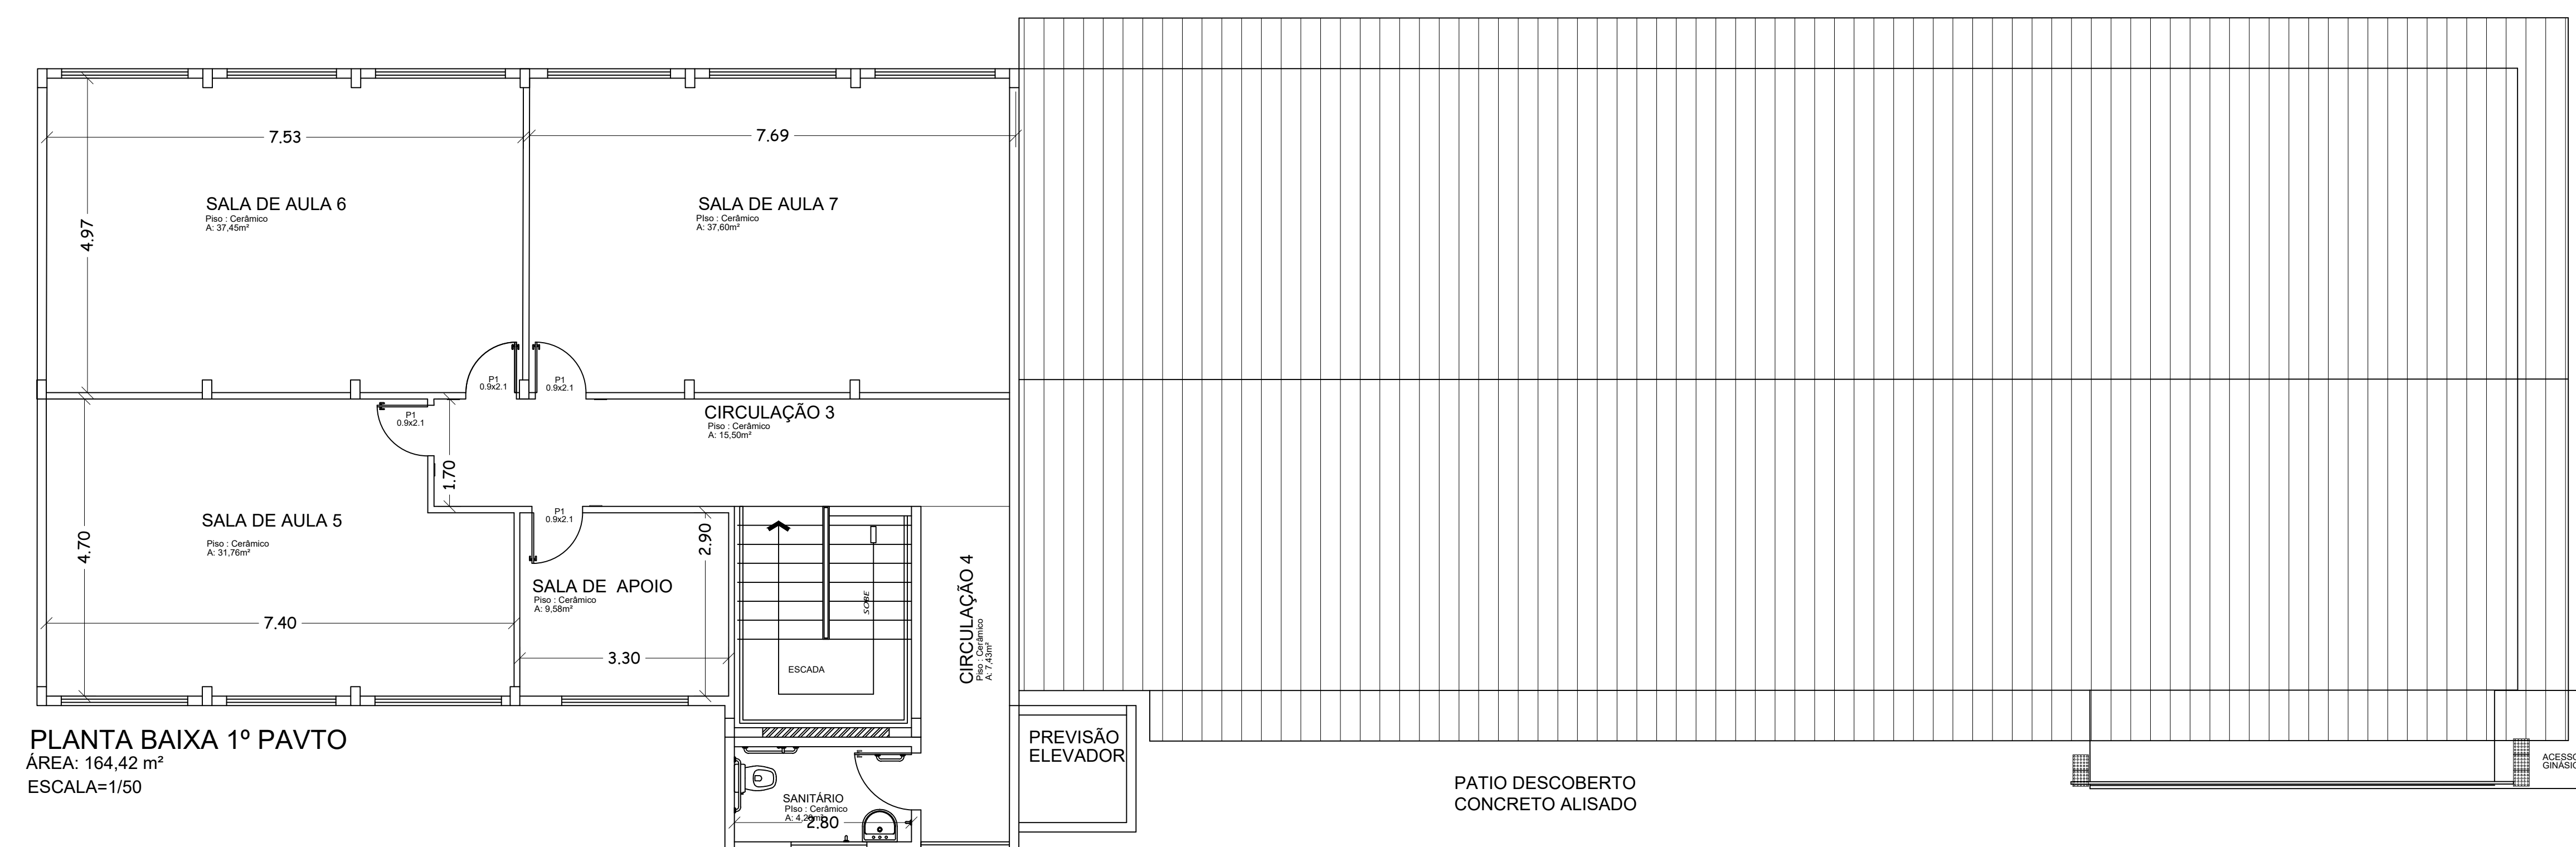 7.53
7.69
4.97
SALA DE AULA 6
Piso : Cerâmico
A: 37,45m²
SALA DE AULA 7
PIso : Cerâmico
A: 37,60m²
P1
0.9x2.1
P1
0.9x2.1
P1
0.9x2.1
CIRCULAÇÃO 3
Piso : Cerâmico
A: 15,50m²
1.70
SALA DE AULA 5
Piso : Cerâmico
A: 31,76m²
4.70
7.40
P1
0.9x2.1
2.90
SALA DE APOIO
Piso : Cerâmico
A: 9,58m²
3.30
SOBE
ESCADA
CIRCULAÇÃO 4
Piso : Cerâmico
A: 7,43m²
PLANTA BAIXA 1º PAVTO
ÁREA: 164,42 m²
ESCALA=1/50
PREVISÃO
ELEVADOR
SANITÁRIO
PIso : Cerâmico
2.80
PATIO DESCOBERTO
CONCRETO ALISADO
ACESSO